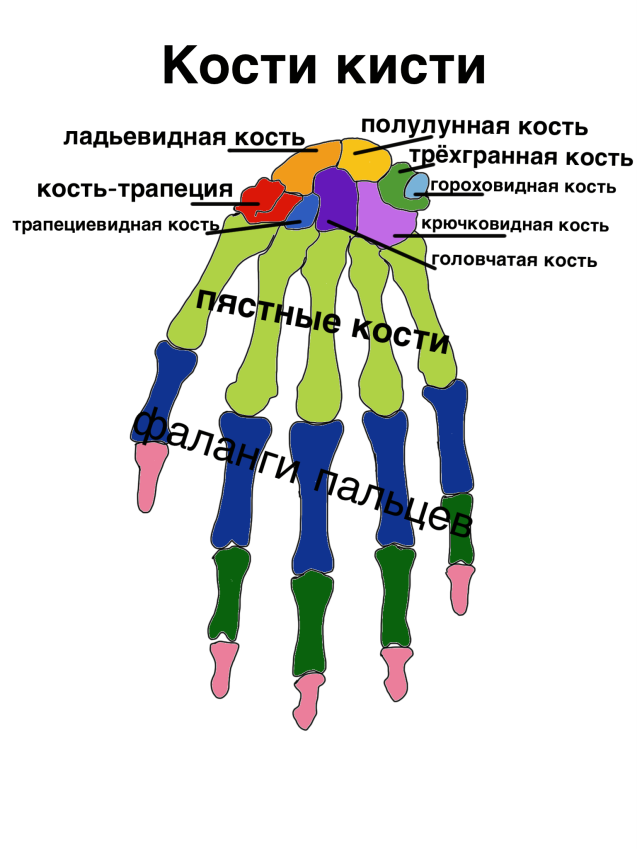 Кости кисти
ладьевидная кость
полулунная кость
трёхгранная кость
кость-трапеция
гороховидная кость
трапециевидная кость
крючковидная кость
головчатая кость
пястные кости
фаланги пальцев